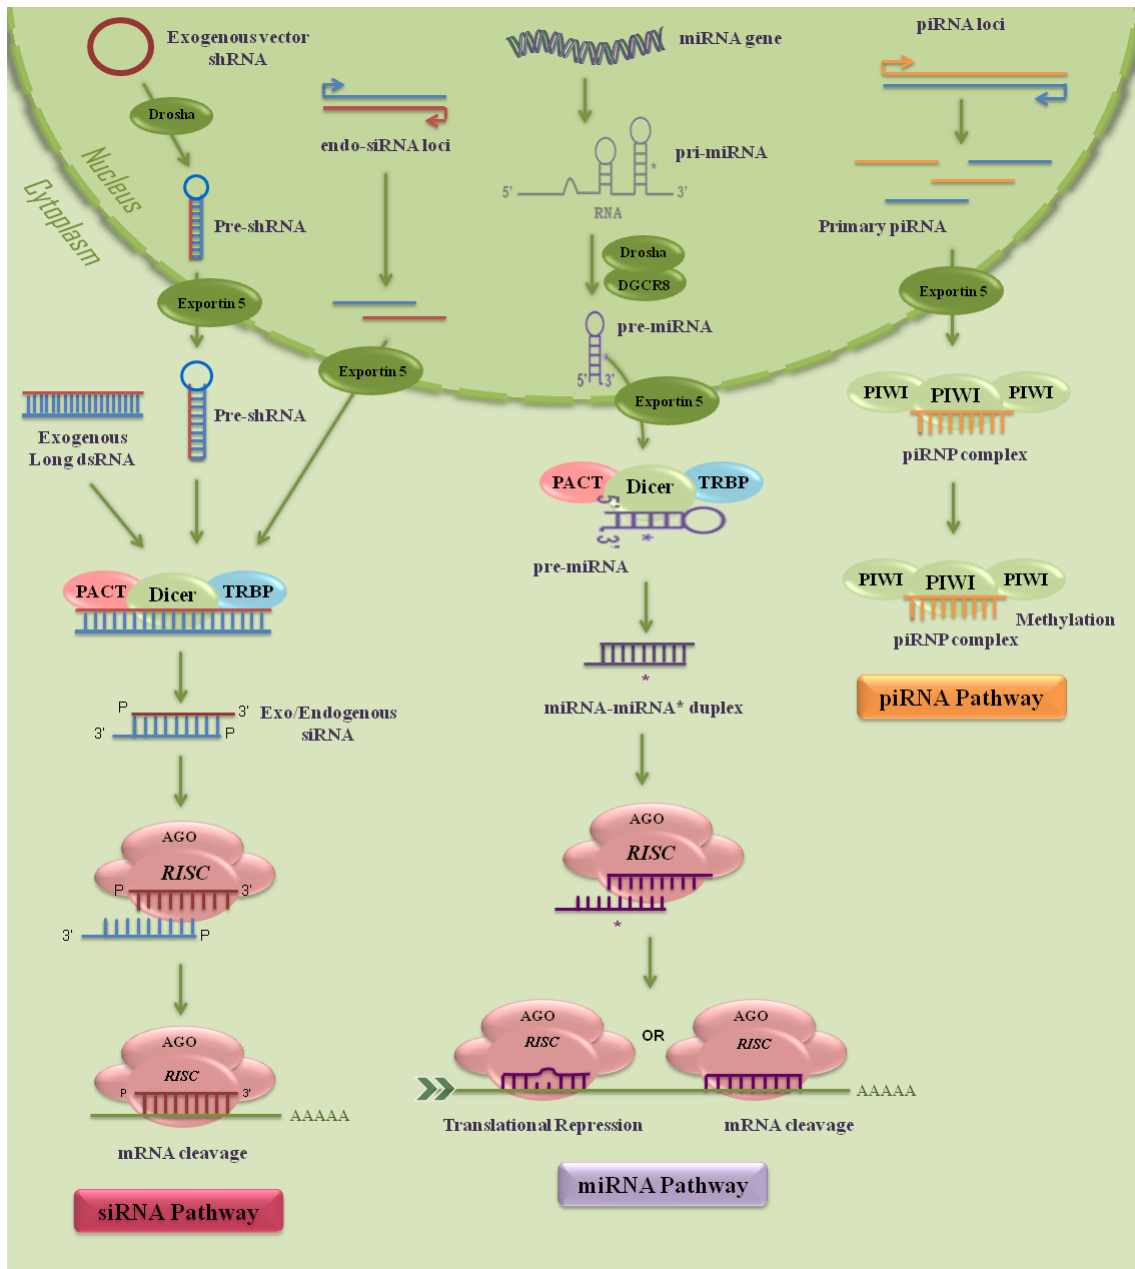 Exogenous vector
shRNA
Drosha
Pre-shRNA
Exportin 5
Pre-shRNA
endo-siRNA loci
Exportin 5
Nucleus
Cytoplasm
Exogenous
Long dsRNA
PACT
Dicer
TRBP
P
3'
3'
P
Exo/Endogenous
siRNA
AGO
RISC
P
3'
3'
P
AGO
RISC
P
3'
AAAAA
mRNA cleavage
siRNA Pathway
miRNA gene
pri-miRNA
*
5'
3'
RNA
Drosha
DGCR8
pre-miRNA
*
5'
3'
Exportin 5
PACT
Dicer
TRBP
5'
3'
*
pre-miRNA
*
miRNA-miRNA* duplex
AGO
RISC
*
AGO
RISC
OR
AGO
RISC
AAAAA
Translational Repression
mRNA cleavage
miRNA Pathway
piRNA loci
Primary piRNA
Exportin 5
PIWI
PIWI
PIWI
piRNP complex
PIWI
PIWI
PIWI
Methylation
piRNP complex
piRNA Pathway